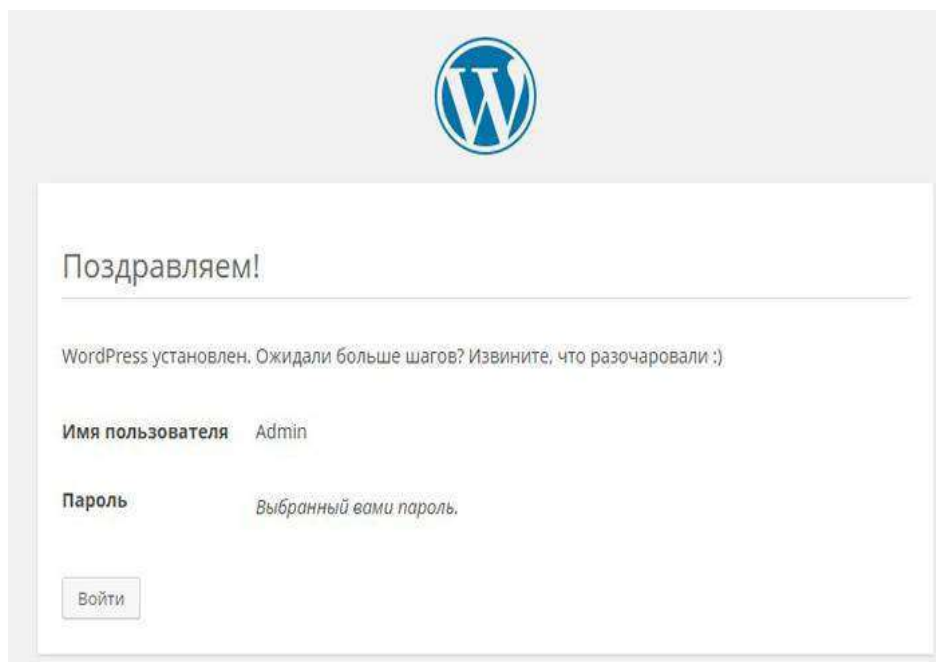 Поздравляем!
WordPress установлен. Ожидали больше шагов? Извините, что разочаровали :)
Имя пользователя Admin
Пароль Выбранный вами пароль.
Войти